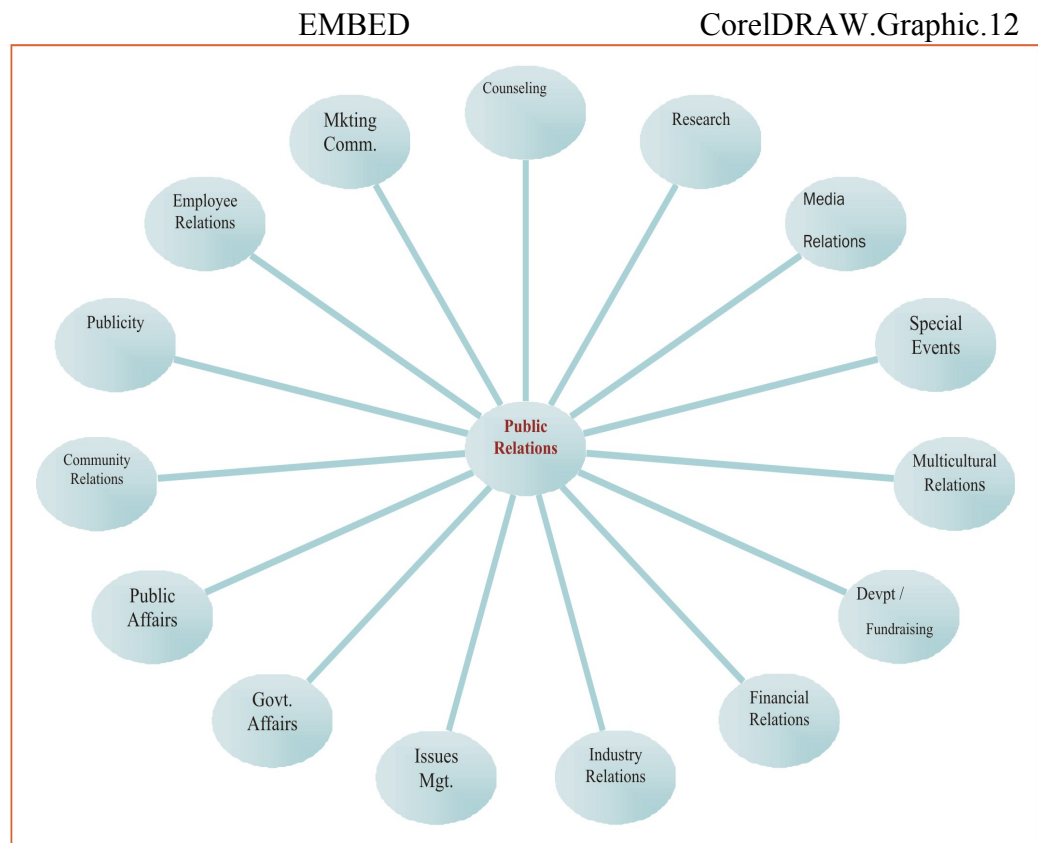 EMBED CorelDRAW.Graphic.12
Counseling
Mkting
Comm.
Research
Employee
Relations
Media
Relations
Publicity
Special
Events
Public
Relations
Community
Relations
Multicultural
Relations
Public
Affairs
Devpt /
Fundraising
Govt.
Affairs
Financial
Relations
Issues
Mgt.
Industry
Relations